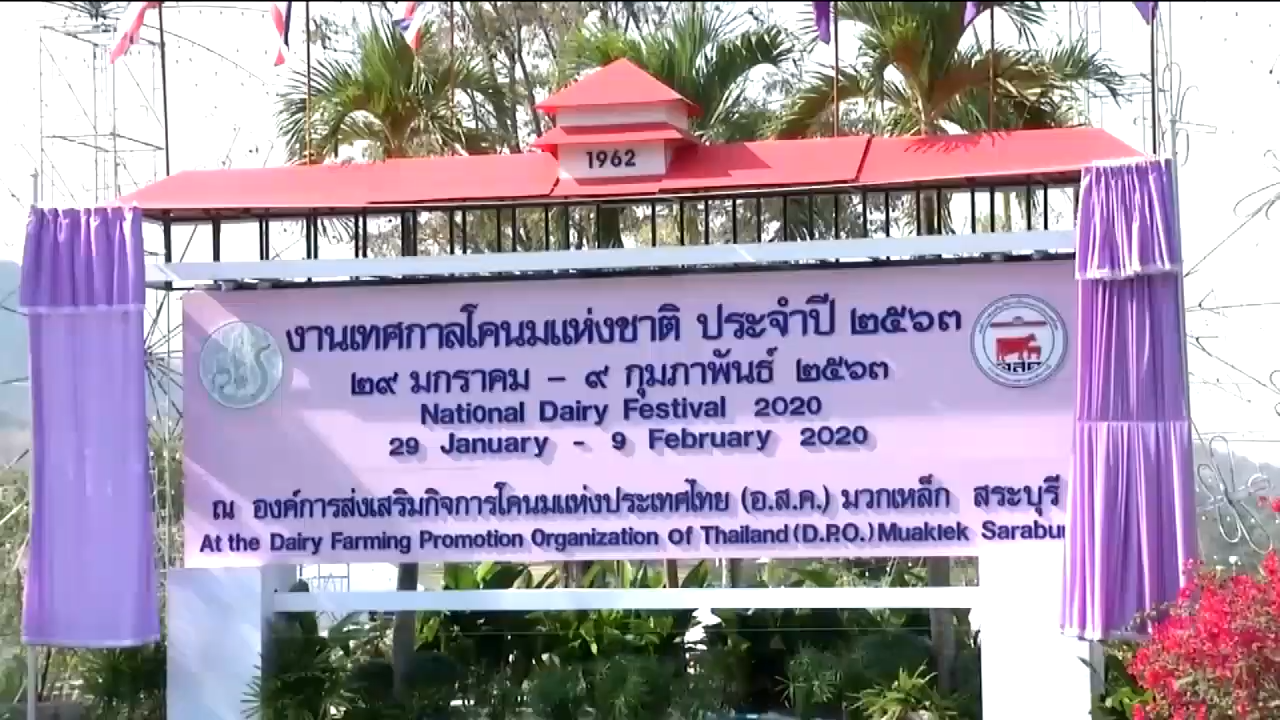 1962
งานเทศกาลโคนมแห่งชาติ ประจำปี ๒๕๖๓
๒๙ มกราคม - ๙ กุมภาพันธ์ ๒๕๖๓
National Dairy Festival 2020
29 January - 9 February 2020
อ.ส.ค.
ณ องค์การส่งเสริมกิจการโคนมแห่งประเทศไทย (อ.ส.ค.) มวกเหล็ก สระบุรี
At the Dairy Farming Promotion Organization of Thailand (D.P.O.) Muaklek Sarabur